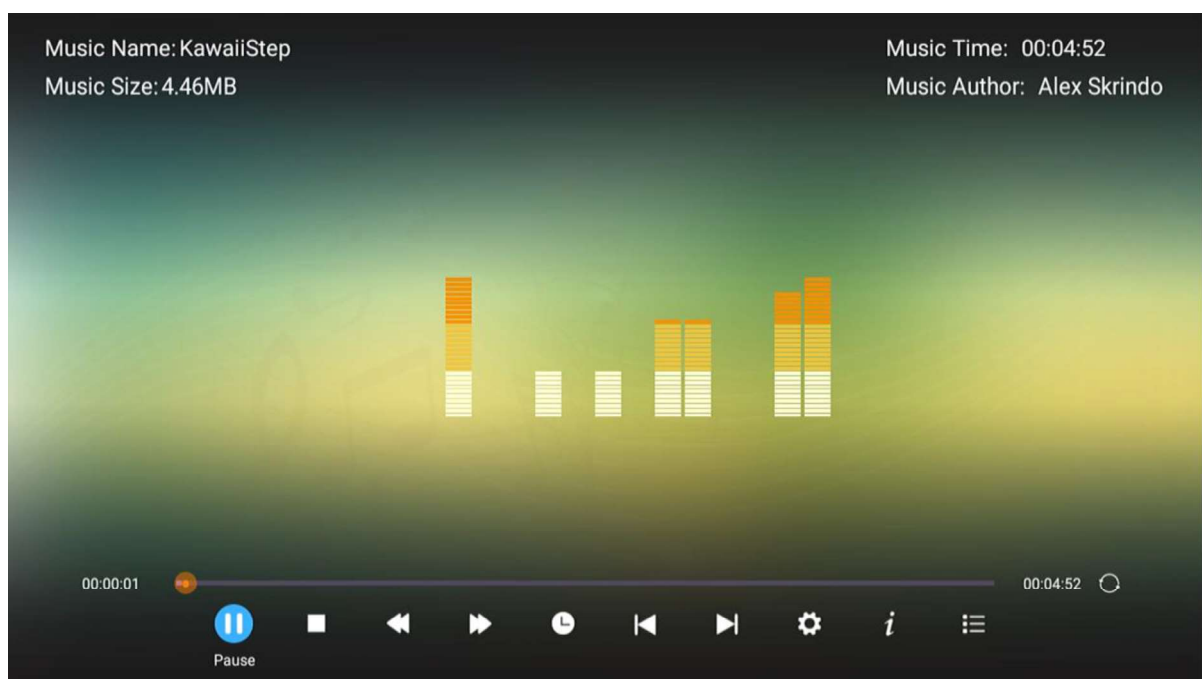 Music Name: KawaiiStep
Music Size: 4.46MB
Music Time: 00:04:52
Music Author: Alex Skrindo
00:00:01
00:04:52
Pause